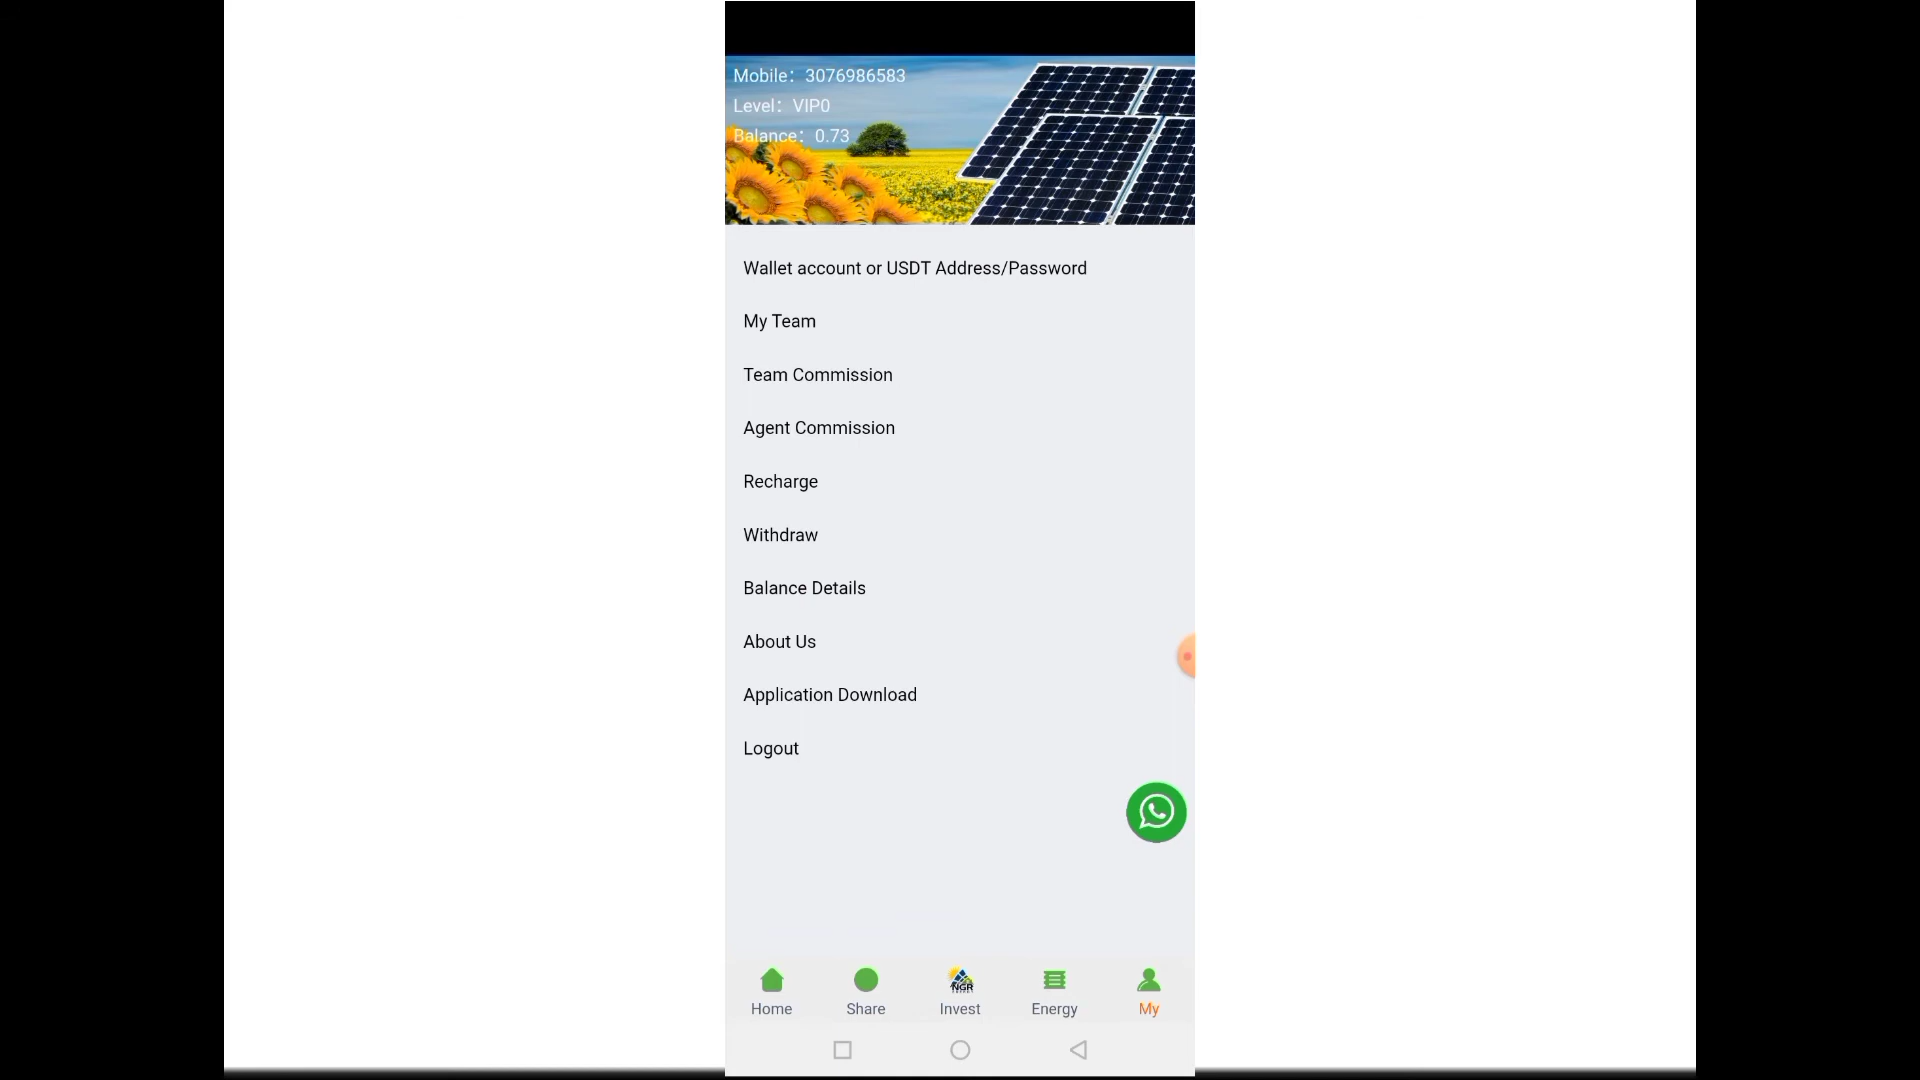 Mobile：3076986583
Level：VIP0
Balance：0.73
Wallet account or USDT Address/Password
My Team
Team Commission
Agent Commission
Recharge
Withdraw
Balance Details
About Us
Application Download
Logout
NGR
Home
Share
Invest
Energy
My